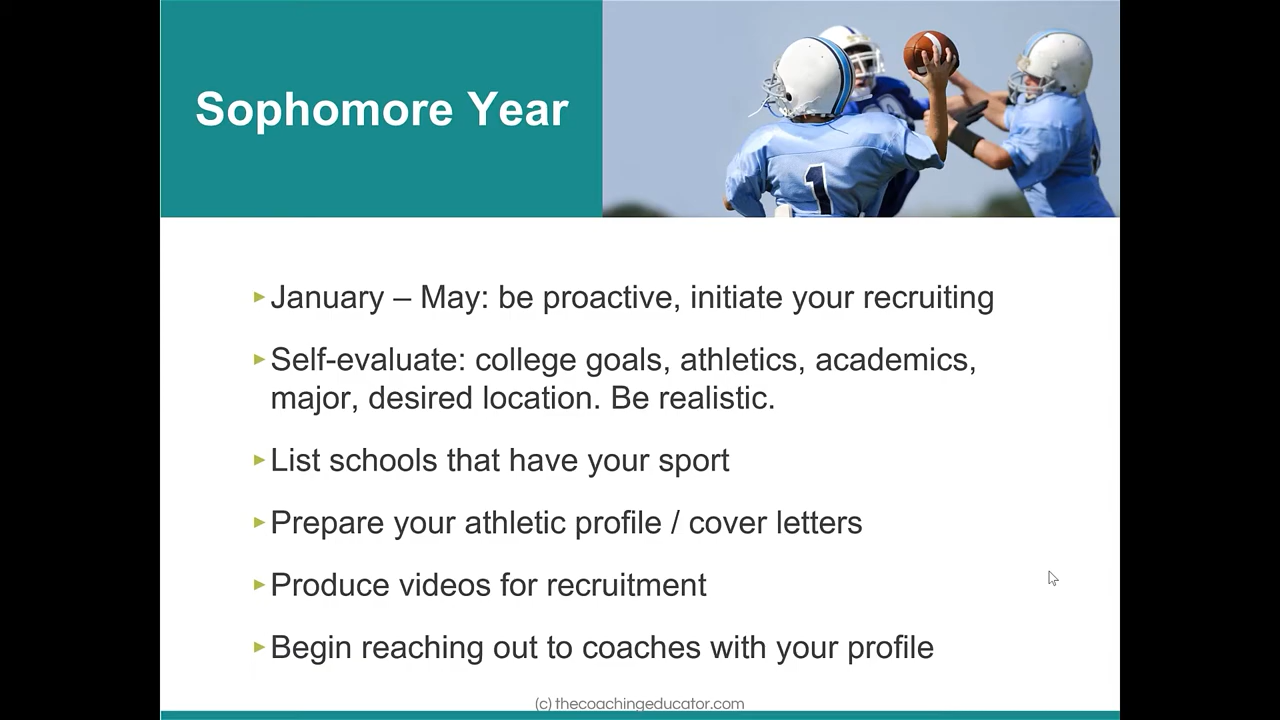 Sophomore Year
1
January – May: be proactive, initiate your recruiting
Self-evaluate: college goals, athletics, academics,
major, desired location. Be realistic.
List schools that have your sport
Prepare your athletic profile / cover letters
Produce videos for recruitment
Begin reaching out to coaches with your profile
(c) thecoachingeducator.com